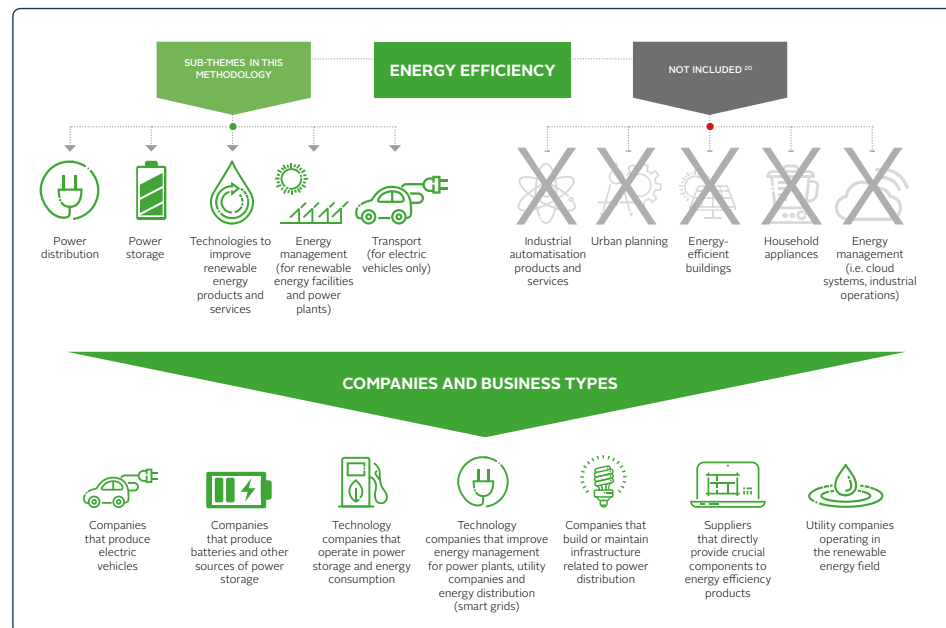 SUB-THEMES IN THIS
METHODOLOGY
ENERGY EFFICIENCY
NOT INCLUDED 20
Power
distribution
Power
storage
Technologies to
improve
renewable
energy
products and
services
Energy
management
(for renewable
energy facilities
and power
plants)
Transport
(for electric
vehicles only)
Industrial
automatisation
products and
services
Urban planning
Energy-
efficient
buildings
Household
appliances
Energy
management
(i.e. cloud
systems, industrial
operations)
COMPANIES AND BUSINESS TYPES
Companies
that produce
electric
vehicles
Companies
that produce
batteries and other
sources of power
storage
Technology
companies that
operate in power
storage and energy
consumption
Technology
companies that improve
energy management
for power plants, utility
companies and
energy distribution
(smart grids)
Companies that
build or maintain
infrastructure
related to power
distribution
Suppliers
that directly
provide crucial
components to
energy efficiency
products
Utility companies
operating in
the renewable
energy field